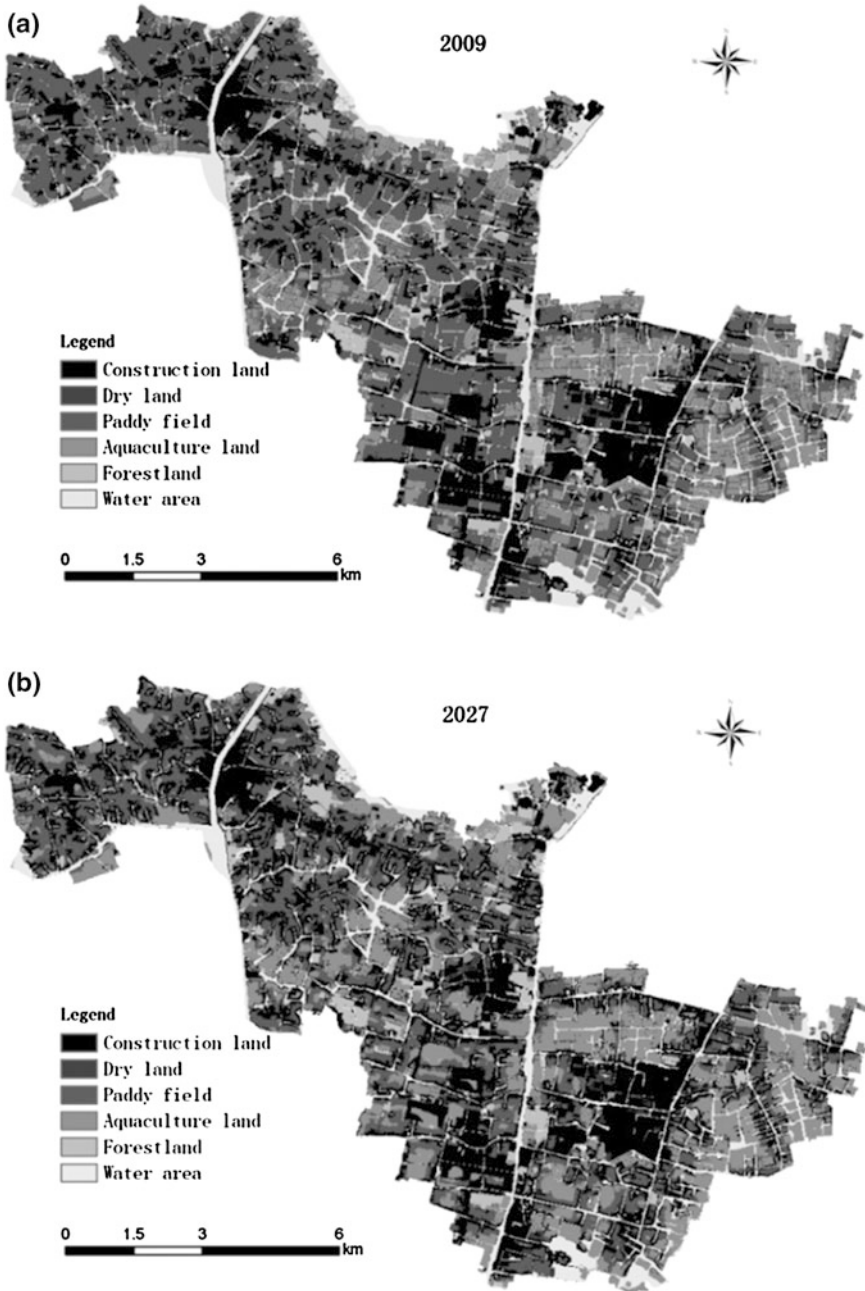 (a)
2009
Legend
Construction land
Dry land
Paddy field
Aquaculture land
Forestland
Water area
0 1.5 3 6
km
(b)
2027
Legend
Construction land
Dry land
Paddy field
Aquaculture land
Forestland
Water area
0 1.5 3 6
km